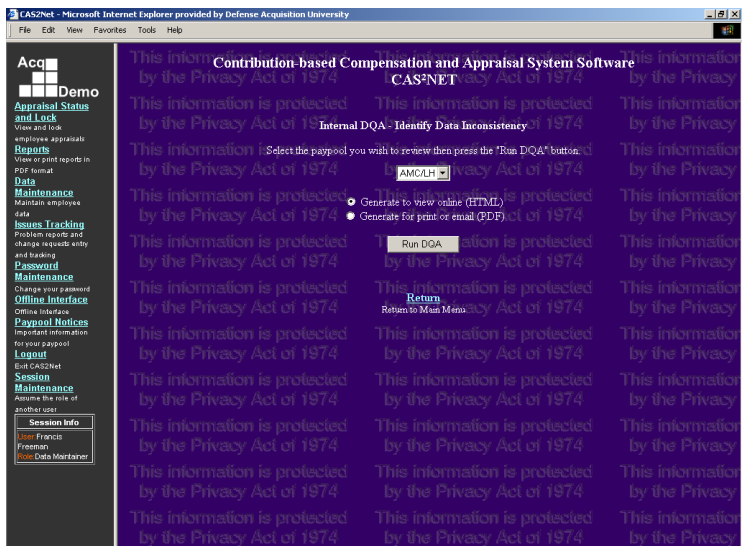 CAS2Net - Microsoft Internet Explorer provided by Defense Acquisition University
File Edit View Favorites Tools Help
Acq
Demo
Appraisal Status
and Lock
View and lock
employee appraisals
Reports
View or print reports in
PDF format
Data
Maintenance
Maintain employee
data
Issues Tracking
Problem reports and
change requests entry
and tracking
Password
Maintenance
Change your password
Offline Interface
Offline Interface
Paypool Notices
Important information
for your paypool
Logout
Exit CAS2Net
Session
Maintenance
Assume the role of
another user
Session Info
User:Francis
Freeman
Role:Data Maintainer
Contribution-based Compensation and Appraisal System Software
CAS²NET
Internal DQA - Identify Data Inconsistency
Select the paypool you wish to review then press the "Run DQA" button.
AMC/LH
Generate to view online (HTML)
Generate for print or email (PDF)
Run DQA
Return
Return to Main Menu
This information is protected
by the Privacy Act of 1974